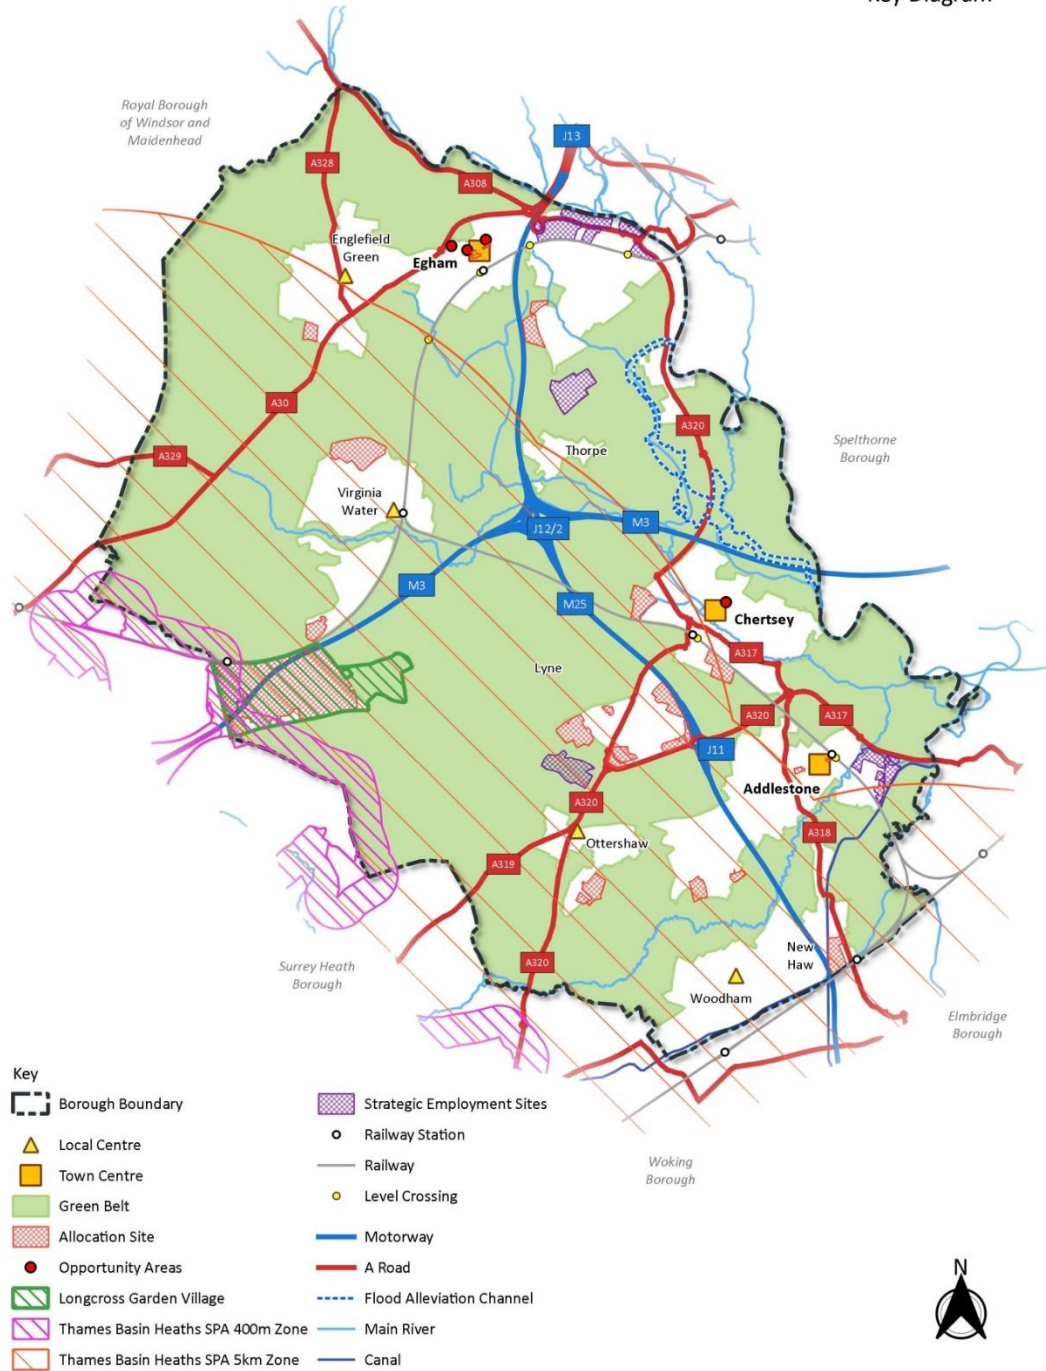 Key Diagram
Royal Borough
of Windsor and
Maidenhead
J13
A328
A308
Englefield
Green
Egham
A30
A320
A329
Thorpe
Spelthorne
Borough
Virginia
Water
J12/2
M3
M3
M25
Chertsey
A317
Lyne
A320
A317
J11
Addlestone
A320
A318
Ottershaw
A319
New
Haw
A320
Surrey Heath
Borough
Woodham
Elmbridge
Borough
Woking
Borough
Key
Borough Boundary
Local Centre
Town Centre
Green Belt
Allocation Site
Opportunity Areas
Longcross Garden Village
Thames Basin Heaths SPA 400m Zone
Thames Basin Heaths SPA 5km Zone
Strategic Employment Sites
Railway Station
Railway
Level Crossing
Motorway
A Road
Flood Alleviation Channel
Main River
Canal
N